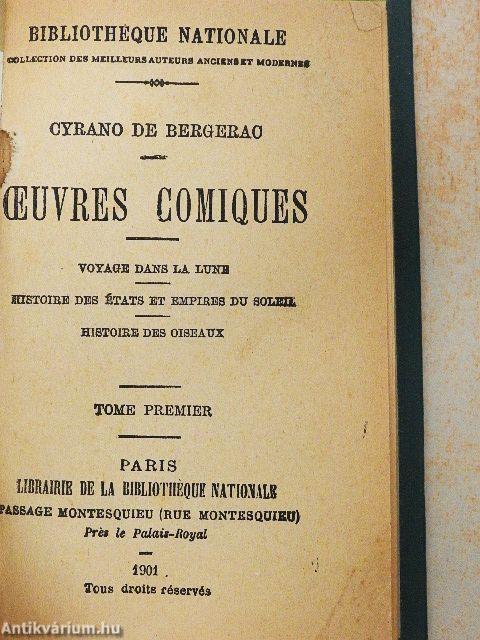 BIBLIOTHÉQUE NATIONALE
COLLECTION DES MEILLEURS AUTEURS ANCIENS ET MODERNES
CYRANO DE BERGERAC
ŒUVRES COMIQUES
VOYAGE DANS LA LUNE
HISTOIRE DES ÉTATS ET EMPIRES DU SOLEIL
HISTOIRE DES OISEAUX
TOME PREMIER
PARIS
LIBRAIRIE DE LA BIBLIOTHÈQUE NATIONALE
PASSAGE MONTESQUIEU (RUE MONTESQUIEU)
Près le Palais-Royal
1901
Tous droits réservés
Antikvárium.hu